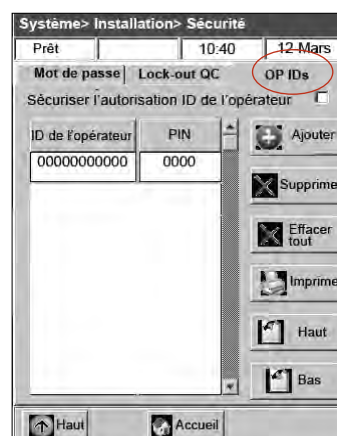 Système> Installation> Sécurité
Prêt 10:40 12 Mars
Mot de passe Lock-out QC OP IDs
Sécuriser l'autorisation ID de l'opérateur
ID de l'opérateur PIN
00000000000 0000
Ajouter
Supprime
Effacer
tout
Imprime
Haut
Bas
Haut Accueil